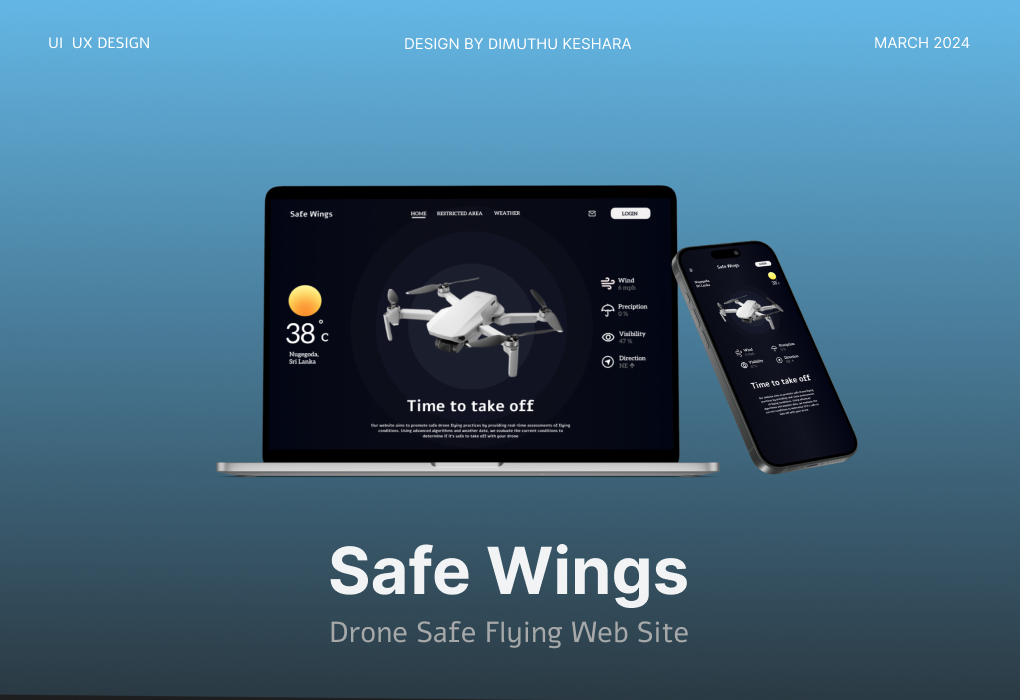 UI UX DESIGN
DESIGN BY DIMUTHU KESHARA
MARCH 2024
Safe Wings
HOME
RESTRICTED AREA
WEATHER
LOGIN
38°c
Nugegoda,
Sri Lanka
Wind
6 mph
Preciption
0 %
Visibility
47 %
Direction
NE
Time to take off
Our website aims to promote safe drone flying practices by providing real-time assessments of flying
conditions. Using advanced algorithms and weather data, we evaluate the current conditions to
determine if it's safe to take off with your drone
Safe Wings
Nugegoda,
Sri Lanka
Wind
Preciption
Visibility
Direction
Time to take off
Safe Wings
Drone Safe Flying Web Site